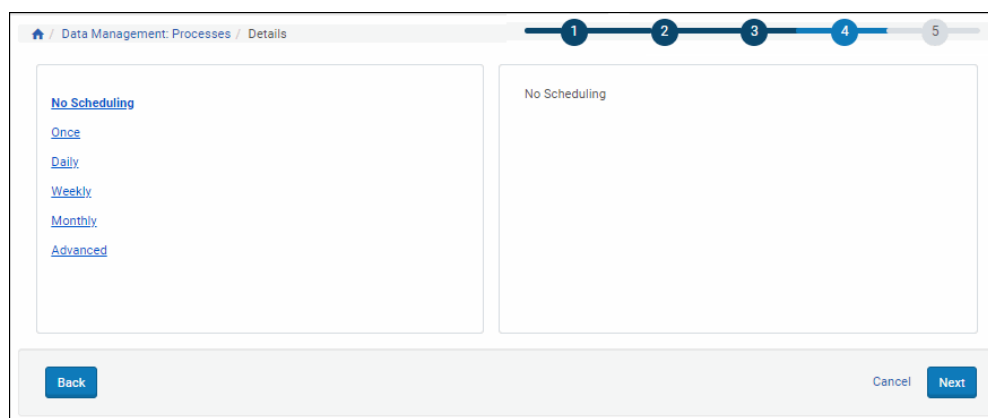 / Data Management: Processes / Details
1 2 3 4 5
No Scheduling
Once
Daily
Weekly
Monthly
Advanced
No Scheduling
Back
Cancel
Next